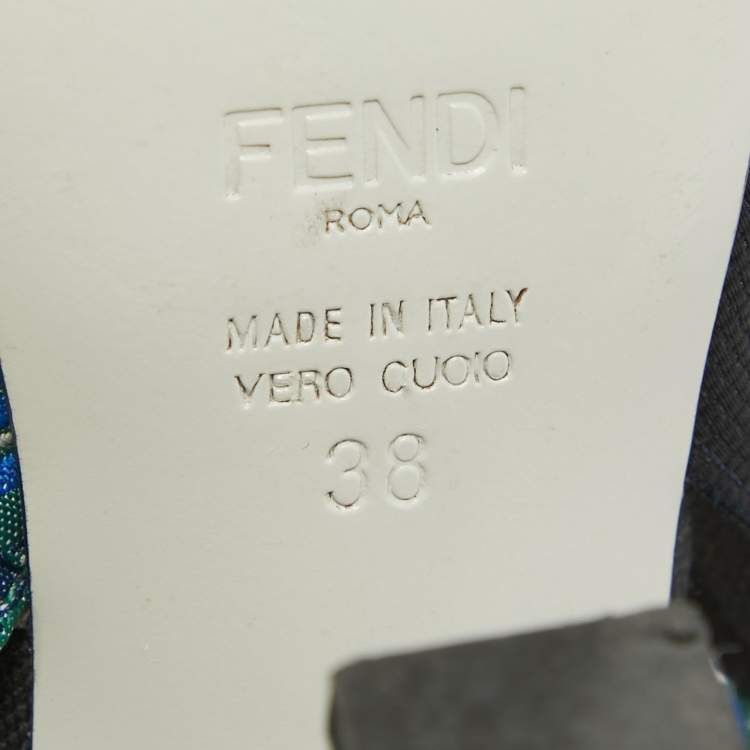 FENDI
ROMA
MADE IN ITALY
VERO CUOIO
38